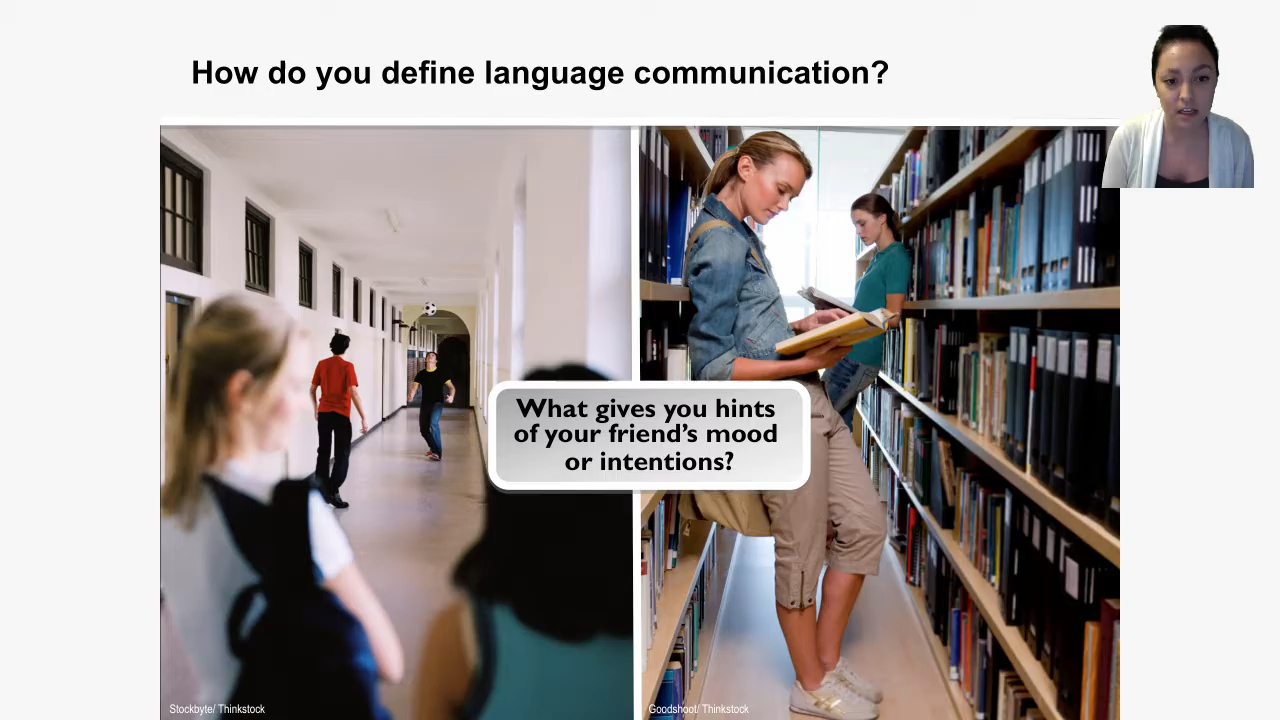 How do you define language communication?
What gives you hints
of your friend’s mood
or intentions?
Stockbyte/ Thinkstock
Goodshoot/ Thinkstock